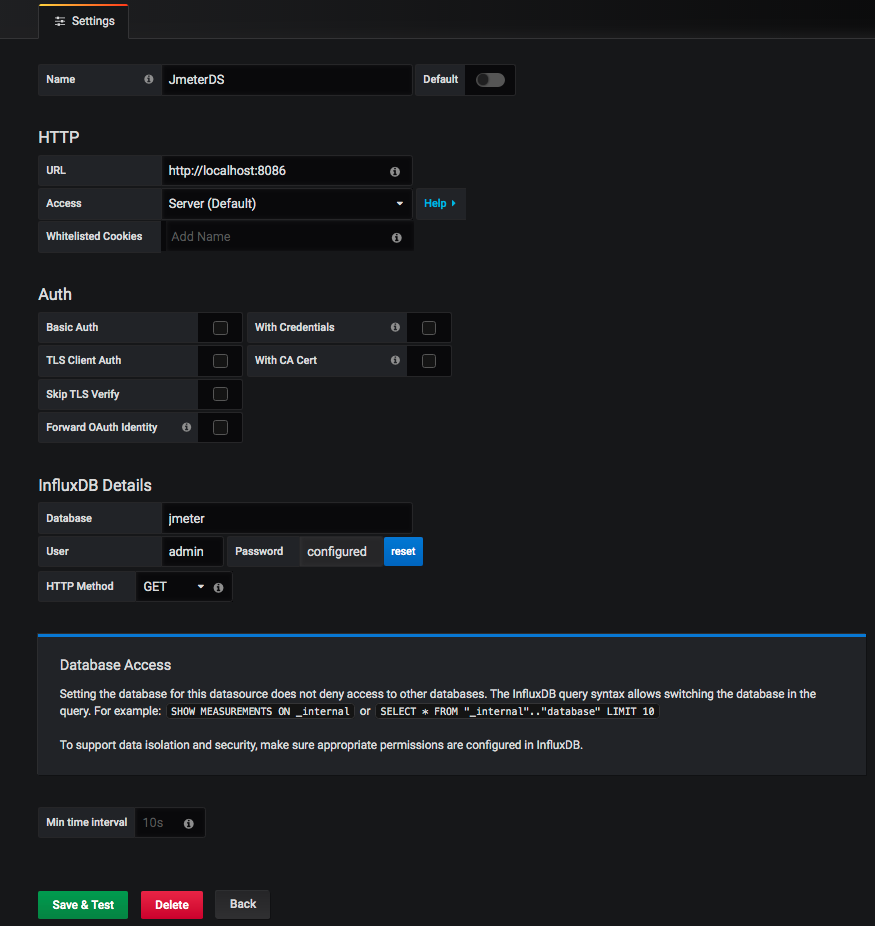 Settings
Name JmeterDS Default
HTTP
URL http://localhost:8086
Access Server (Default) Help
Whitelisted Cookies Add Name
Auth
Basic Auth With Credentials
TLS Client Auth With CA Cert
Skip TLS Verify
Forward OAuth Identity
InfluxDB Details
Database jmeter
User admin Password configured reset
HTTP Method GET
Database Access
Setting the database for this datasource does not deny access to other databases. The InfluxDB query syntax allows switching the database in the
query. For example: SHOW MEASUREMENTS ON _internal or SELECT * FROM "_internal".."database" LIMIT 10
To support data isolation and security, make sure appropriate permissions are configured in InfluxDB.
Min time interval 10s
Save & Test Delete Back